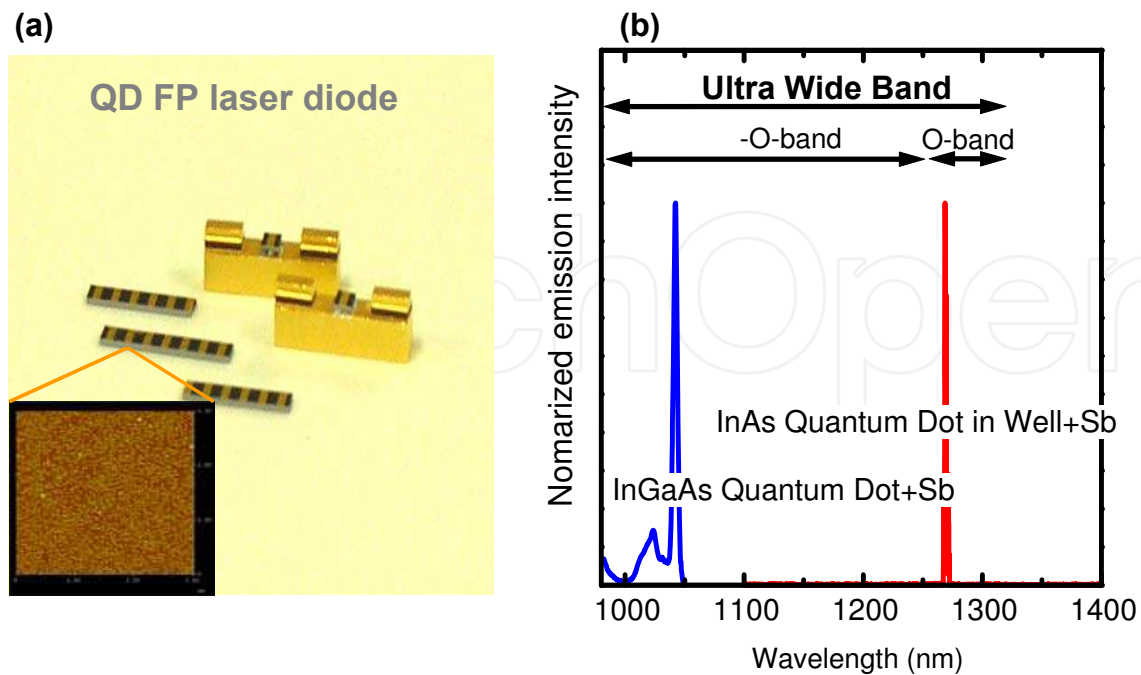 (a)
QD FP laser diode
(b)
Ultra Wide Band
-O-band
O-band
Nomarized emission intensity
InAs Quantum Dot in Well+Sb
InGaAs Quantum Dot+Sb
1000
1100
1200
1300
1400
Wavelength (nm)
chOpen